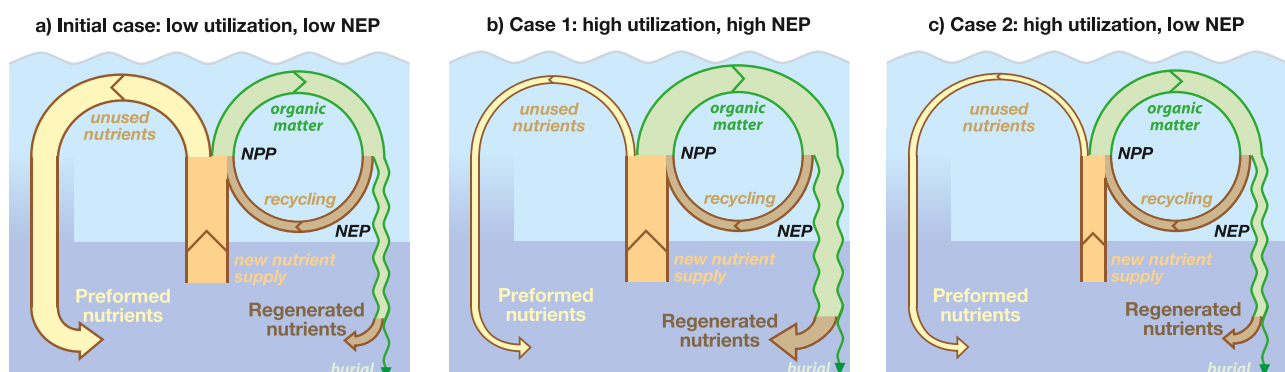 a) Initial case: low utilization, low NEP
unused
nutrients
organic
matter
NPP
recycling
NEP
new nutrient
supply
Preformed
nutrients
Regenerated
nutrients
burial
b) Case 1: high utilization, high NEP
unused
nutrients
organic
matter
NPP
recycling
NEP
new nutrient
supply
Preformed
nutrients
Regenerated
nutrients
burial
c) Case 2: high utilization, low NEP
unused
nutrients
organic
matter
NPP
recycling
NEP
new nutrient
supply
Preformed
nutrients
Regenerated
nutrients
burial